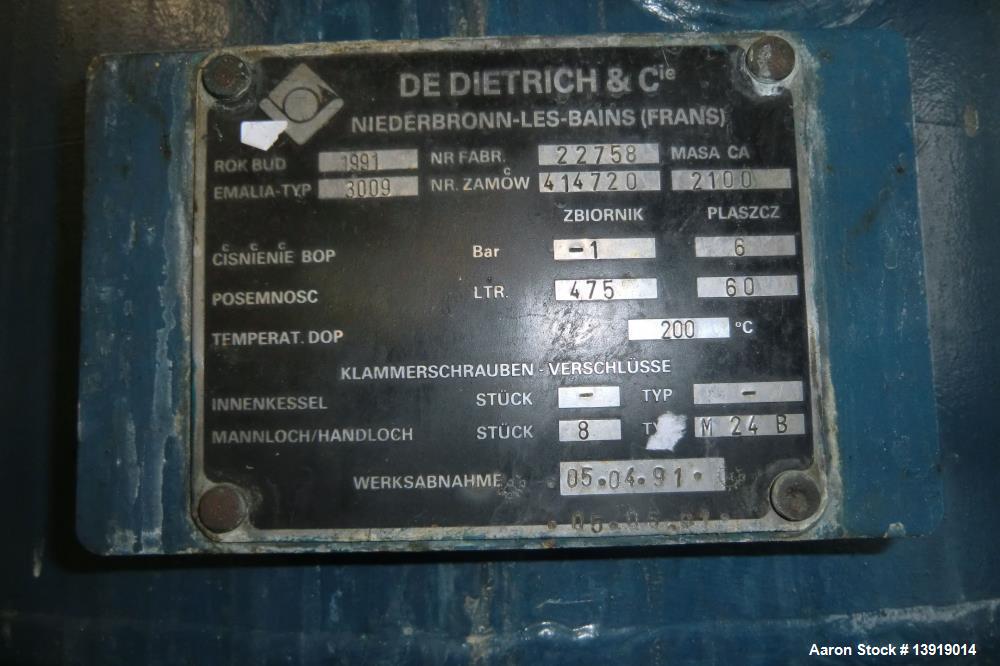 DE DIETRICH & Cie
NIEDERBRONN-LES-BAINS (FRANS)
ROK BUD 1991 NR FABR. 22758 MASA CA
EMALIA-TYP 3009 NR. ZAMÓW 414720 2100
ZBIORNIK PLASZCZ
CISNIENIE BOP Bar -1 6
POSEMNOSC LTR. 475 60
TEMPERAT. DOP 200 °C
KLAMMERSCHRAUBEN - VERSCHLÜSSE
INNENKESSEL STÜCK - TYP -
MANNLOCH/HANDLOCH STÜCK 8 M 24 B
WERKSABNAHME 05.04.91.
Aaron Stock # 13919014